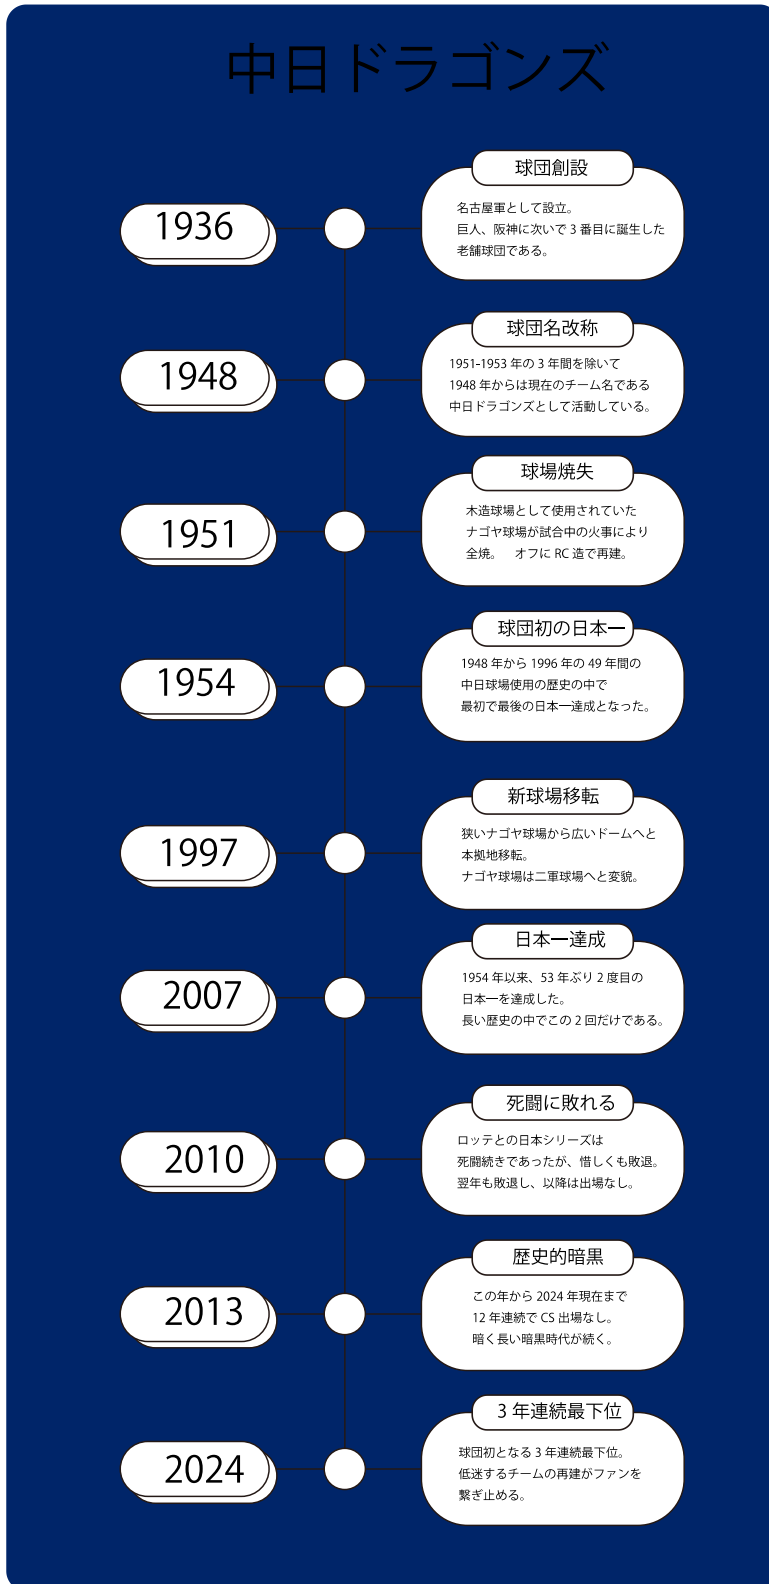 中日ドラゴンズ
1936
球団創設
名古屋軍として設立。
巨人、阪神に次いで 3 番目に誕生した
老舗球団である。
1948
球団名改称
1951-1953 年の 3 年間を除いて
1948 年からは現在のチーム名である
中日ドラゴンズとして活動している。
1951
球場焼失
木造球場として使用されていた
ナゴヤ球場が試合中の火事により
全焼。　オフに RC 造で再建。
1954
球団初の日本一
1948 年から 1996 年の 49 年間の
中日球場使用の歴史の中で
最初で最後の日本一達成となった。
1997
新球場移転
狭いナゴヤ球場から広いドームへと
本拠地移転。
ナゴヤ球場は二軍球場へと変貌。
2007
日本一達成
1954 年以来、53 年ぶり 2 度目の
日本一を達成した。
長い歴史の中でこの 2 回だけである。
2010
死闘に敗れる
ロッテとの日本シリーズは
死闘続きであったが、惜しくも敗退。
翌年も敗退し、以降は出場なし。
2013
歴史的暗黒
この年から 2024 年現在まで
12 年連続で CS 出場なし。
暗く長い暗黒時代が続く。
2024
3 年連続最下位
球団初となる 3 年連続最下位。
低迷するチームの再建がファンを
繋ぎ止める。